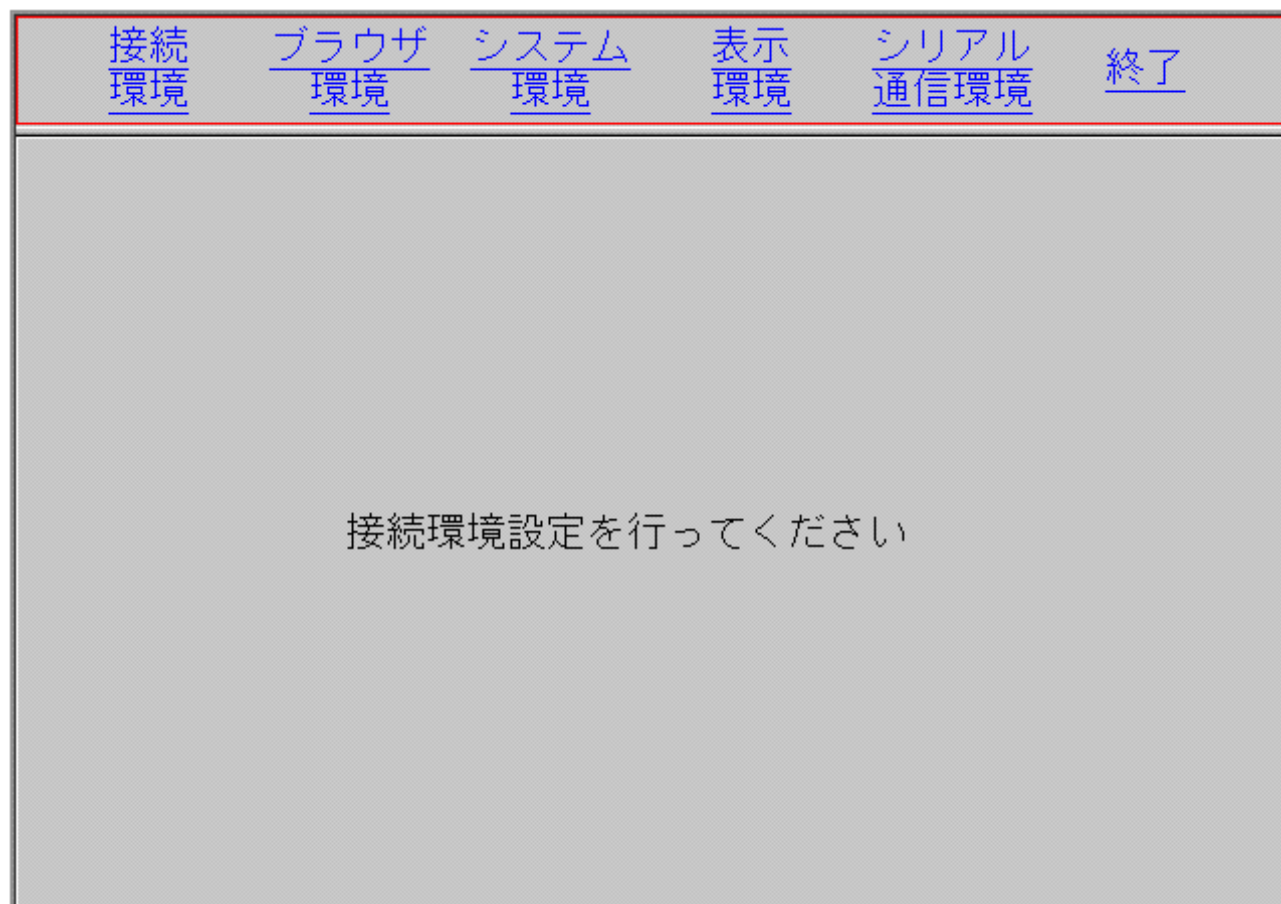 接続
環境
ブラウザ
環境
システム
環境
表示
環境
シリアル
通信環境
終了
接続環境設定を行ってください